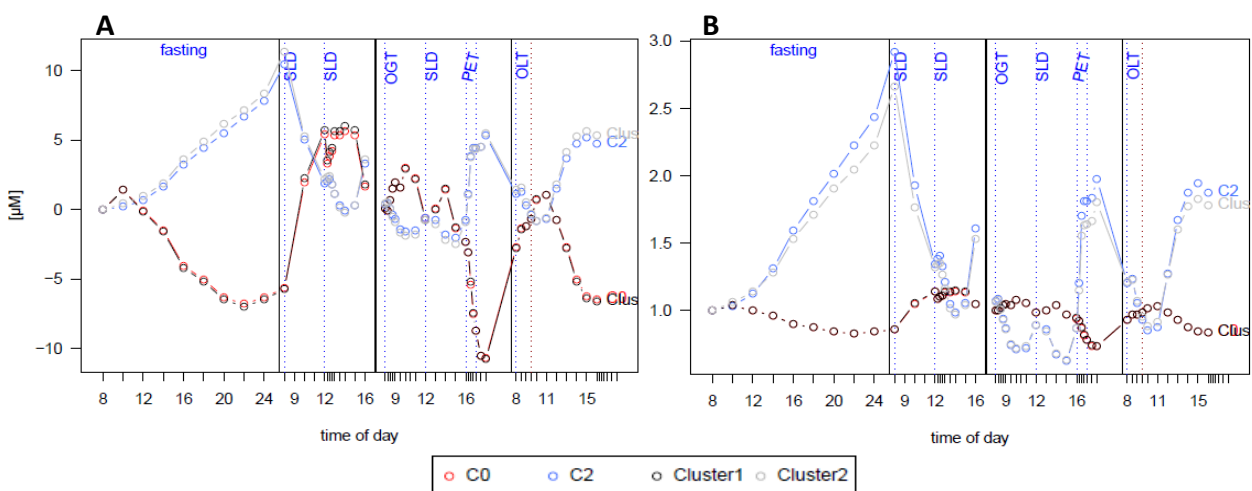 A
B
fasting
SLD
SLD
OGT
SLD
PET
OLT
fasting
SLD
SLD
OGT
SLD
PET
OLT
[µM]
10
5
0
−5
−10
3.0
2.5
2.0
1.5
1.0
Clus
C2
Clus
C2
Clus
Clus
8 12 16 20 24 9 12 16 9 12 16 8 11 15
8 12 16 20 24 9 12 16 9 12 16 8 11 15
time of day
time of day
C0 C2 Cluster1 Cluster2